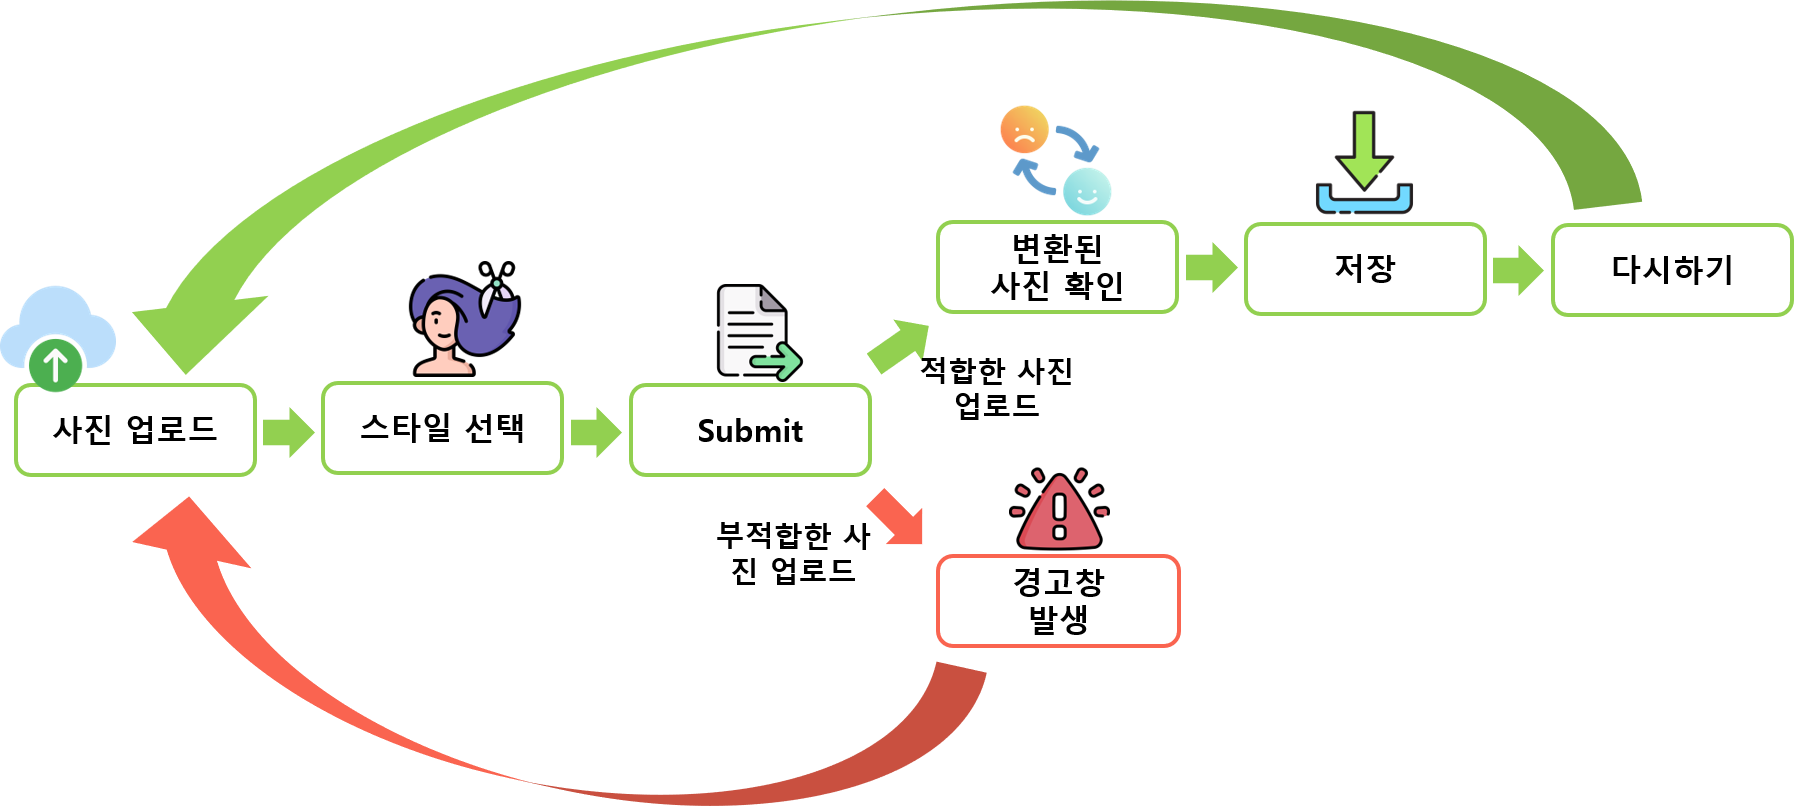 사진 업로드
스타일 선택
Submit
적합한 사진
업로드
변환된
사진 확인
저장
다시하기
부적합한 사
진 업로드
경고창
발생